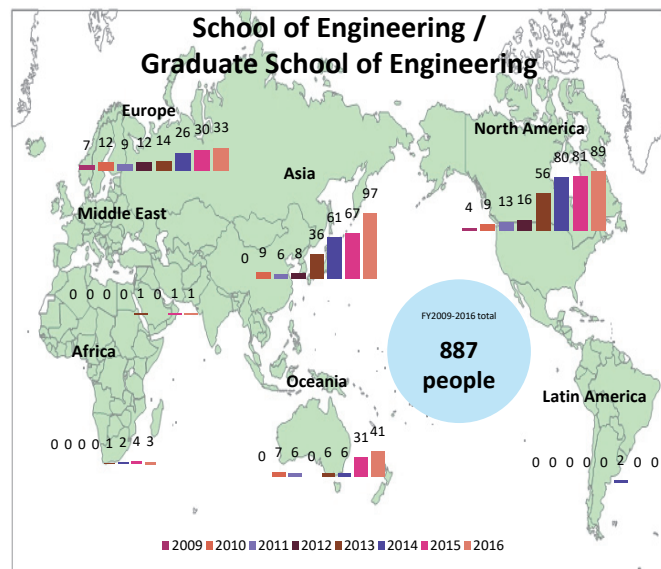 School of Engineering /
Graduate School of Engineering
Europe
7 12 9 12 14 26 30 33
North America
4 9 13 16 56 80 81 89
Asia
0 9 6 8 36 61 67 97
Middle East
0 0 0 0 1 0 1 1
FY2009-2016 total
887
people
Africa
0 0 0 0 1 2 4 3
Oceania
0 7 6 0 6 6 31 41
Latin America
0 0 0 0 0 2 0 0
2009 2010 2011 2012 2013 2014 2015 2016